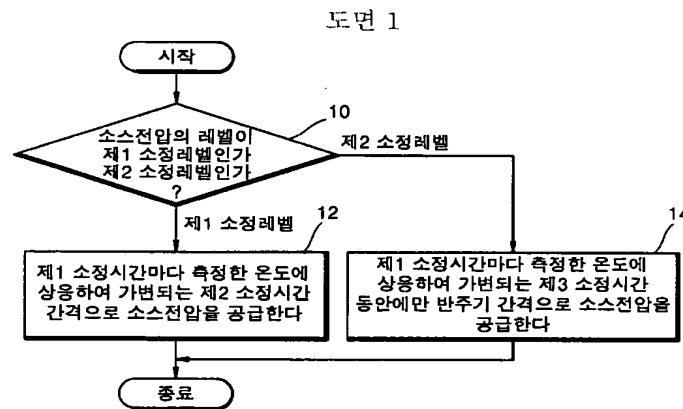 도면 1
시작
10
소스전압의 레벨이
제1 소정레벨인가
제2 소정레벨인가
?
제2 소정레벨
제1 소정레벨
12
제1 소정시간마다 측정한 온도에
상응하여 가변되는 제2 소정시간
간격으로 소스전압을 공급한다
14
제1 소정시간마다 측정한 온도에
상응하여 가변되는 제3 소정시간
동안에만 반주기 간격으로 소스전압을
공급한다
종료